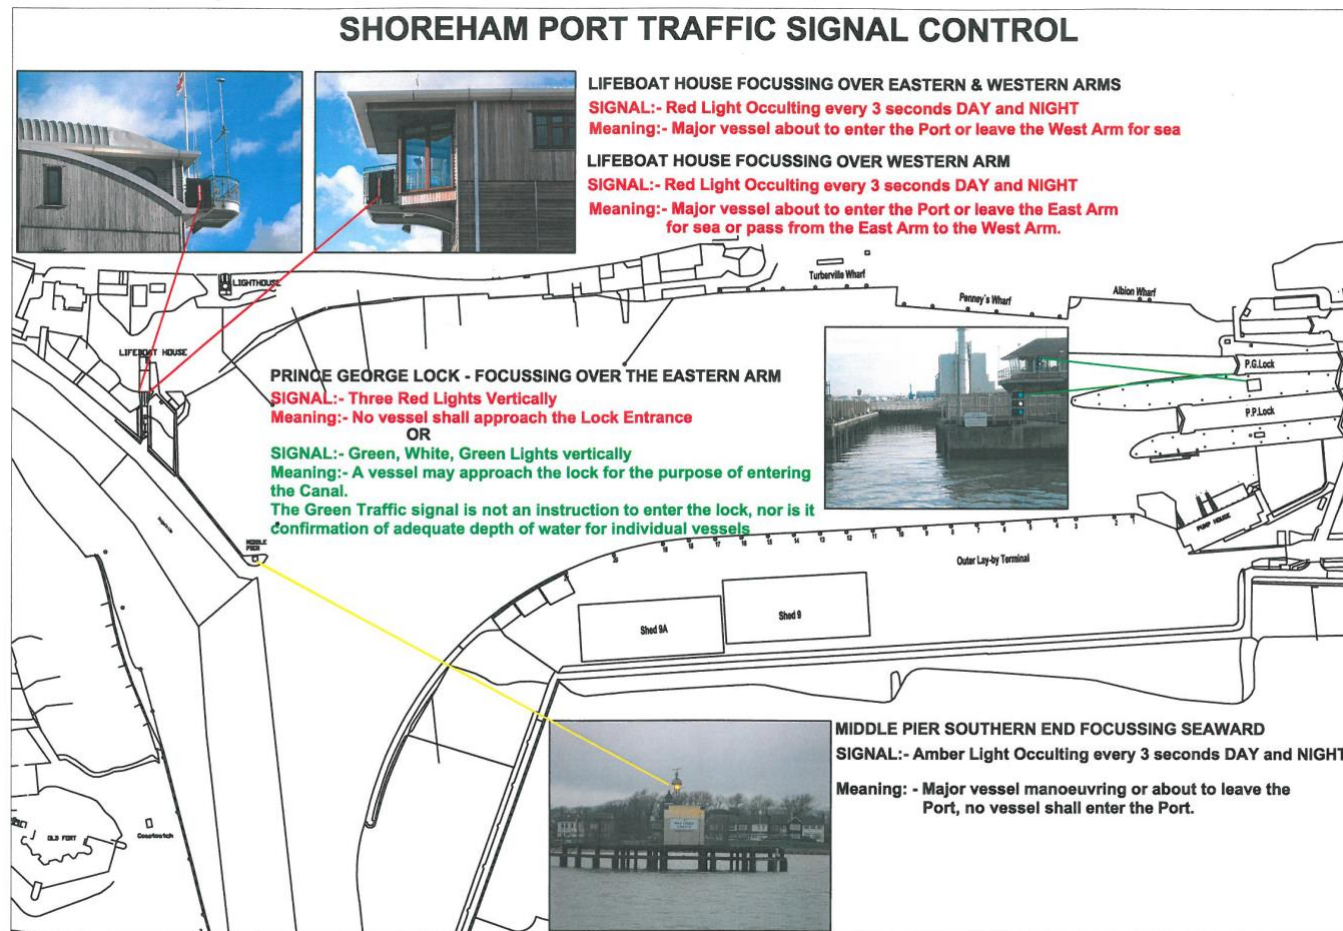 SHOREHAM PORT TRAFFIC SIGNAL CONTROL
LIFEBOAT HOUSE FOCUSSING OVER EASTERN & WESTERN ARMS
SIGNAL:- Red Light Occulting every 3 seconds DAY and NIGHT
Meaning:- Major vessel about to enter the Port or leave the West Arm for sea
LIFEBOAT HOUSE FOCUSSING OVER WESTERN ARM
SIGNAL:- Red Light Occulting every 3 seconds DAY and NIGHT
Meaning:- Major vessel about to enter the Port or leave the East Arm
for sea or pass from the East Arm to the West Arm.
LIGHTHOUSE
Turberville Wharf
Penney's Wharf
Albion Wharf
LIFEBOAT HOUSE
P.G.Lock
P.P.Lock
PRINCE GEORGE LOCK - FOCUSSING OVER THE EASTERN ARM
SIGNAL:- Three Red Lights Vertically
Meaning:- No vessel shall approach the Lock Entrance
OR
SIGNAL:- Green, White, Green Lights vertically
Meaning:- A vessel may approach the lock for the purpose of entering
the Canal.
The Green Traffic signal is not an instruction to enter the lock, nor is it
confirmation of adequate depth of water for individual vessels
MIDDLE
PIER
PUMP HOUSE
Outer Lay-by Terminal
Shed 9A
Shed 9
MIDDLE PIER SOUTHERN END FOCUSSING SEAWARD
SIGNAL:- Amber Light Occulting every 3 seconds DAY and NIGHT
Meaning: - Major vessel manoeuvring or about to leave the
Port, no vessel shall enter the Port.
OLD FORT